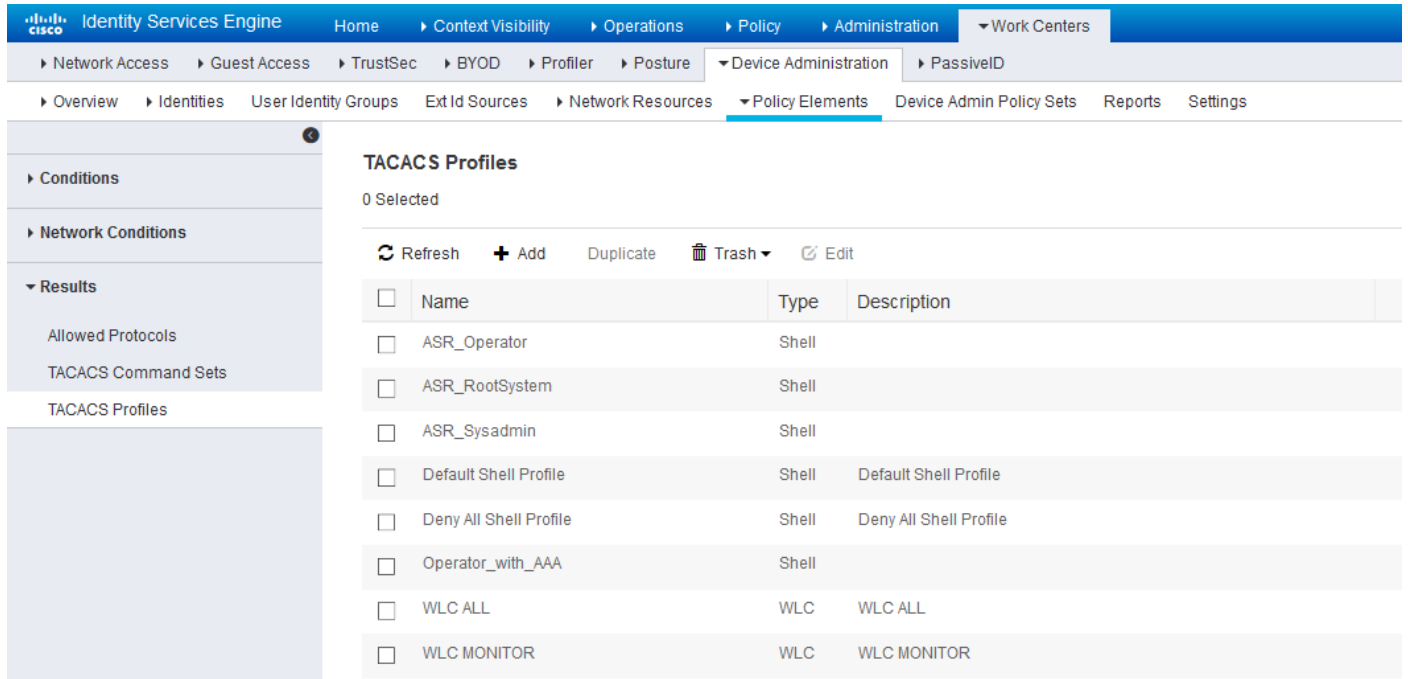 cisco Identity Services Engine Home Context Visibility Operations Policy Administration Work Centers
Network Access Guest Access TrustSec BYOD Profiler Posture Device Administration PassiveID
Overview Identities User Identity Groups Ext Id Sources Network Resources Policy Elements Device Admin Policy Sets Reports Settings
Conditions
Network Conditions
Results
Allowed Protocols
TACACS Command Sets
TACACS Profiles
TACACS Profiles
0 Selected
Refresh Add Duplicate Trash Edit
Name Type Description
ASR_Operator Shell
ASR_RootSystem Shell
ASR_Sysadmin Shell
Default Shell Profile Shell Default Shell Profile
Deny All Shell Profile Shell Deny All Shell Profile
Operator_with_AAA Shell
WLC ALL WLC WLC ALL
WLC MONITOR WLC WLC MONITOR